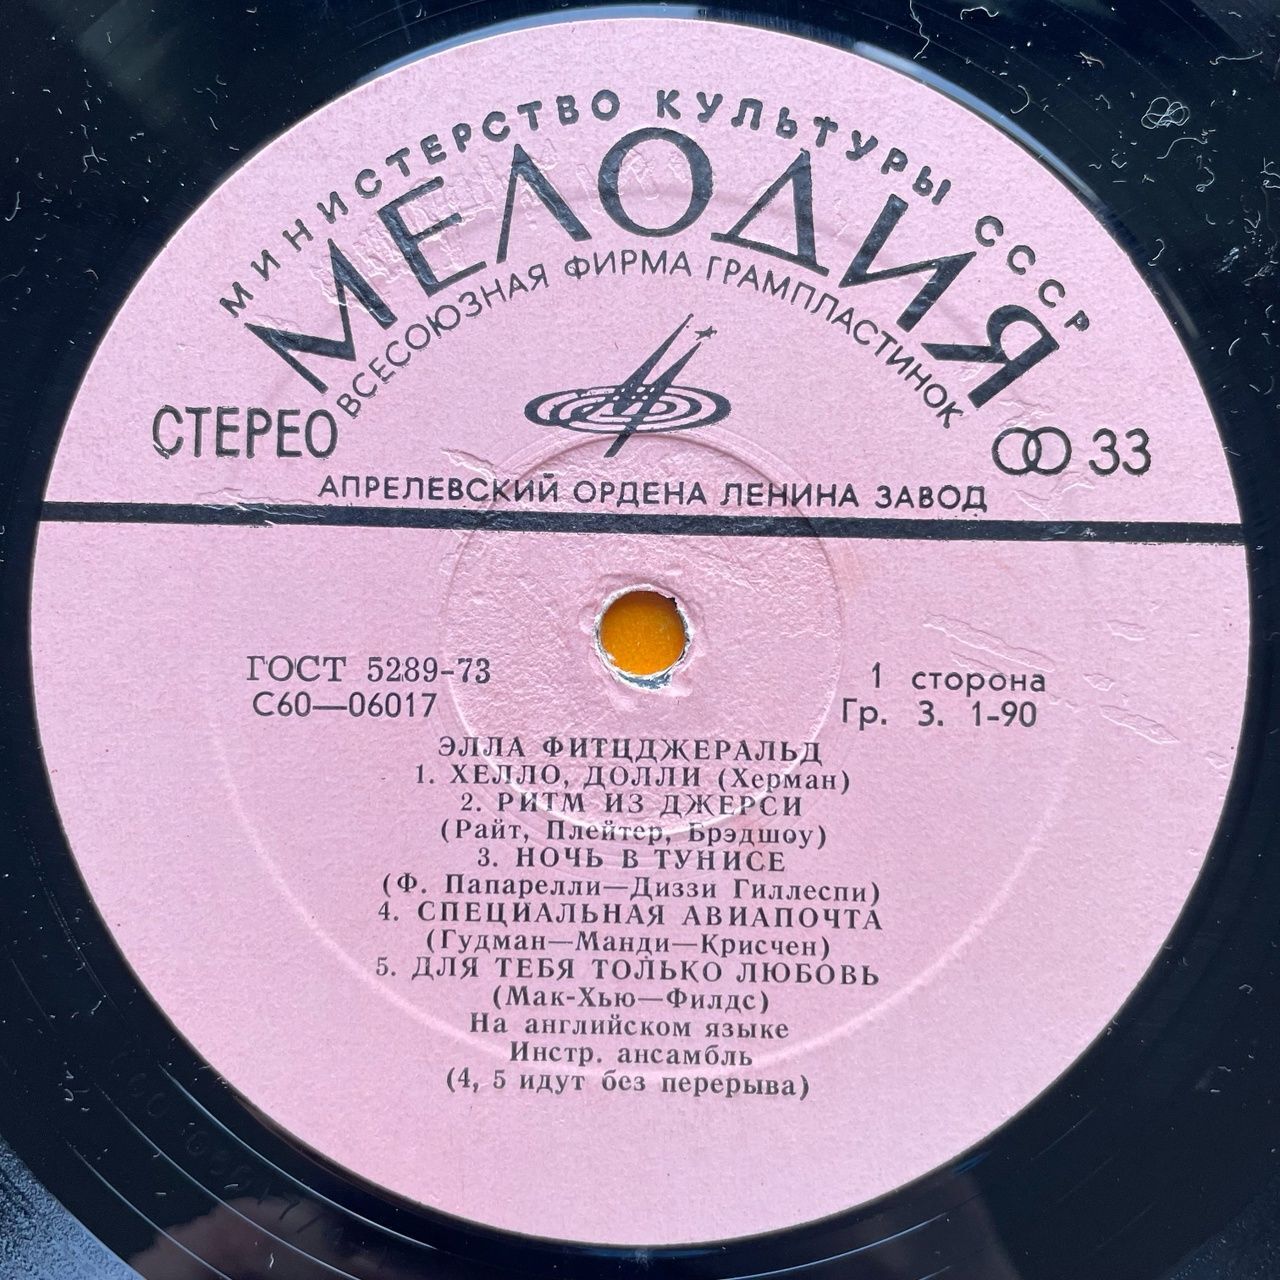 МИНИСТЕРСТВО КУЛЬТУРЫ СССР
МЕЛОДИЯ
ВСЕСОЮЗНАЯ ФИРМА ГРАМПЛАСТИНОК
СТЕРЕО
33
АПРЕЛЕВСКИЙ ОРДЕНА ЛЕНИНА ЗАВОД
ГОСТ 5289-73
С60—06017
1 сторона
Гр. 3. 1-90
ЭЛЛА ФИТЦДЖЕРАЛЬД
1. ХЕЛЛО, ДОЛЛИ (Херман)
2. РИТМ ИЗ ДЖЕРСИ
(Райт, Плейтер, Брэдшоу)
3. НОЧЬ В ТУНИСЕ
(Ф. Папарелли—Диззи Гиллеспи)
4. СПЕЦИАЛЬНАЯ АВИАПОЧТА
(Гудман—Манди—Крисчен)
5. ДЛЯ ТЕБЯ ТОЛЬКО ЛЮБОВЬ
(Мак-Хью—Филдс)
На английском языке
Инстр. ансамбль
(4, 5 идут без перерыва)